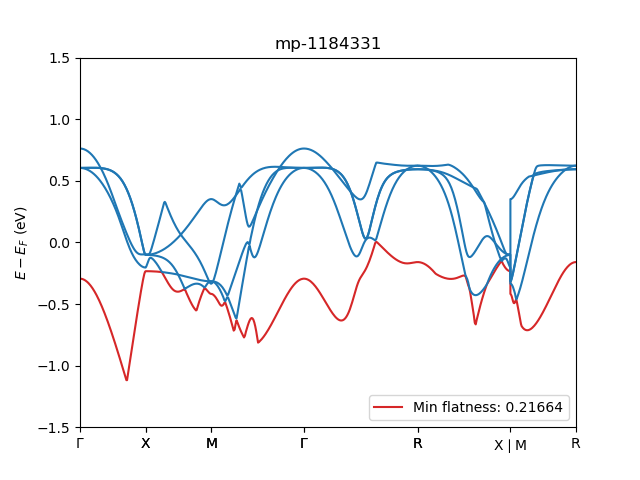 mp-1184331
1.5
1.0
0.5
0.0
−0.5
−1.0
−1.5
E − E_F (eV)
Min flatness: 0.21664
Γ X M Γ R X | M R